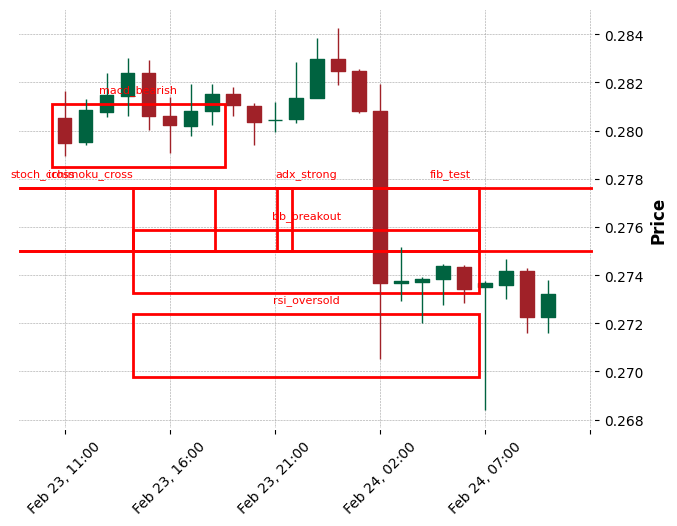 0.284
0.282
macd_bearish
0.280
stoch_cross
ichimoku_cross
adx_strong
fib_test
0.278
bb_breakout
0.276
Price
0.274
rsi_oversold
0.272
0.270
0.268
Feb 23, 11:00
Feb 23, 16:00
Feb 23, 21:00
Feb 24, 02:00
Feb 24, 07:00